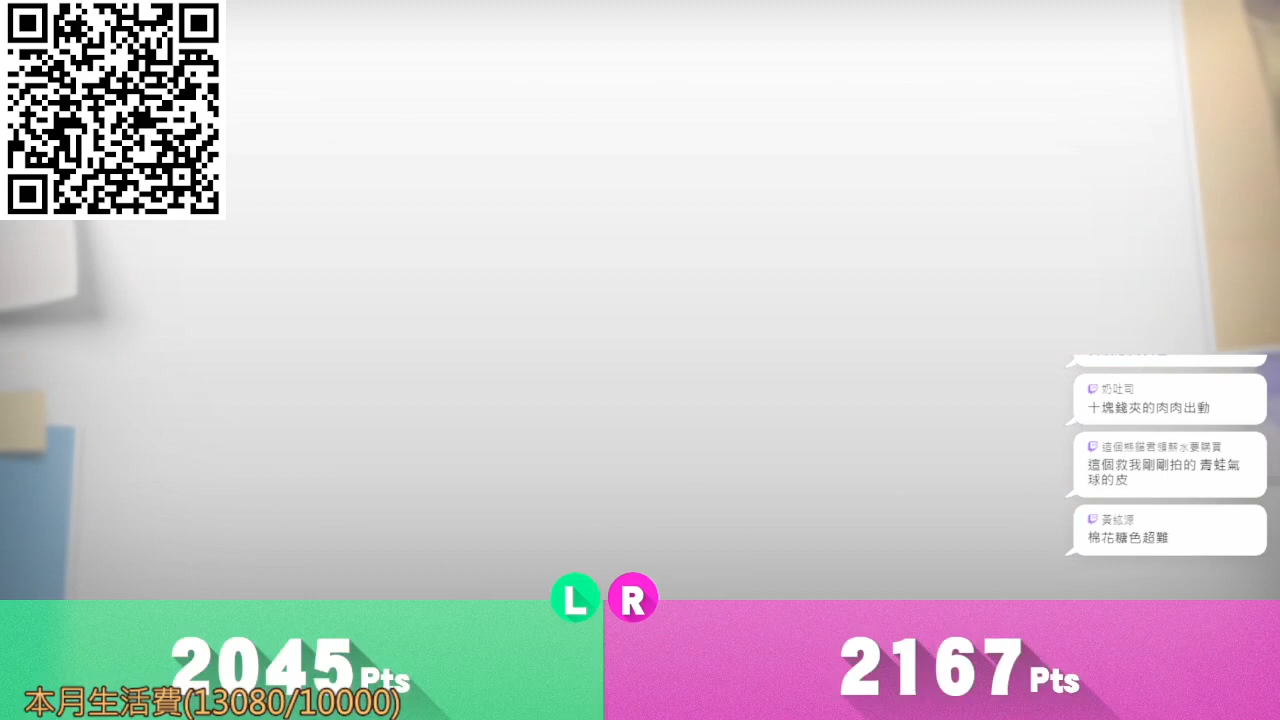 奶吐司
十塊錢夾的肉肉出動
這個熊貓君領薪水要購買
這個救我剛剛拍的 青蛙氣
球的皮
黃紘源
棉花糖色超難
L R
2045Pts
2167Pts
本月生活費(13080/10000)